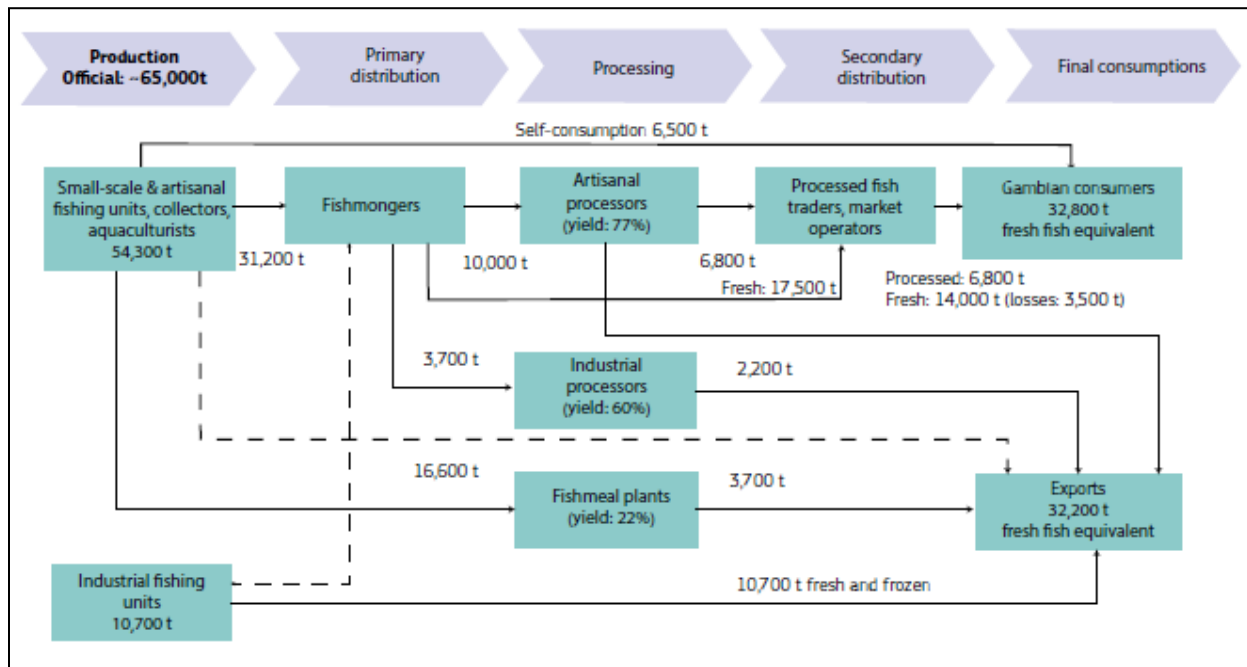 Production
Official: ~65,000t
Primary
distribution
Processing
Secondary
distribution
Final consumptions
Self-consumption 6,500 t
Small-scale & artisanal
fishing units, collectors,
aquaculturists
54,300 t
Fishmongers
Artisanal
processors
(yield: 77%)
Processed fish
traders, market
operators
Gambian consumers
32,800 t
fresh fish equivalent
31,200 t
10,000 t
6,800 t
Fresh: 17,500 t
Processed: 6,800 t
Fresh: 14,000 t (losses: 3,500 t)
3,700 t
Industrial
processors
(yield: 60%)
2,200 t
16,600 t
Fishmeal plants
(yield: 22%)
3,700 t
Exports
32,200 t
fresh fish equivalent
Industrial fishing
units
10,700 t
10,700 t fresh and frozen